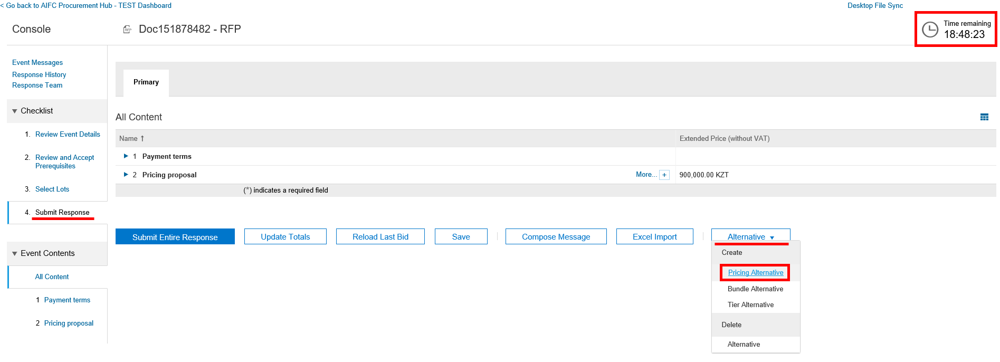 < Go back to AIFC Procurement Hub - TEST Dashboard
Desktop File Sync
Console
RFP
Doc151878482 - RFP
Time remaining
18:48:23
Event Messages
Response History
Response Team
Primary
▼ Checklist
All Content
1. Review Event Details
Name ↑
Extended Price (without VAT)
2. Review and Accept
Prerequisites
► 1 Payment terms
► 2 Pricing proposal
More... +
900,000.00 KZT
3. Select Lots
(*) indicates a required field
4. Submit Response
Submit Entire Response
Update Totals
Reload Last Bid
Save
Compose Message
Excel Import
Alternative ▼
Create
Pricing Alternative
Bundle Alternative
Tier Alternative
Delete
Alternative
▼ Event Contents
All Content
1 Payment terms
2 Pricing proposal